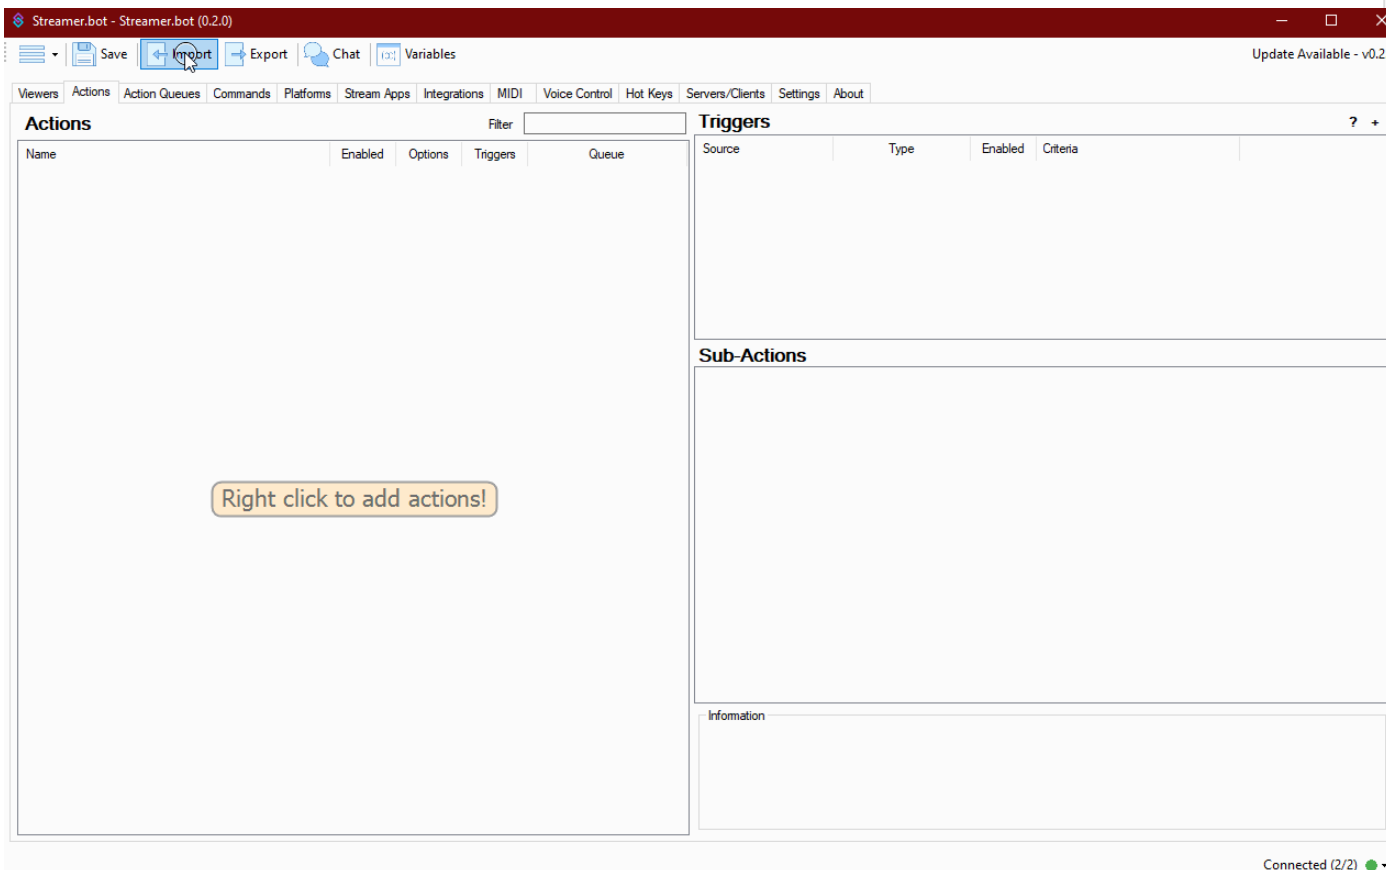 Streamer.bot - Streamer.bot (0.2.0)
Save Import Export Chat Variables
Update Available - v0.2
Viewers Actions Action Queues Commands Platforms Stream Apps Integrations MIDI Voice Control Hot Keys Servers/Clients Settings About
Actions
Filter
Name Enabled Options Triggers Queue
Right click to add actions!
Triggers
? +
Source Type Enabled Criteria
Sub-Actions
Information
Connected (2/2)